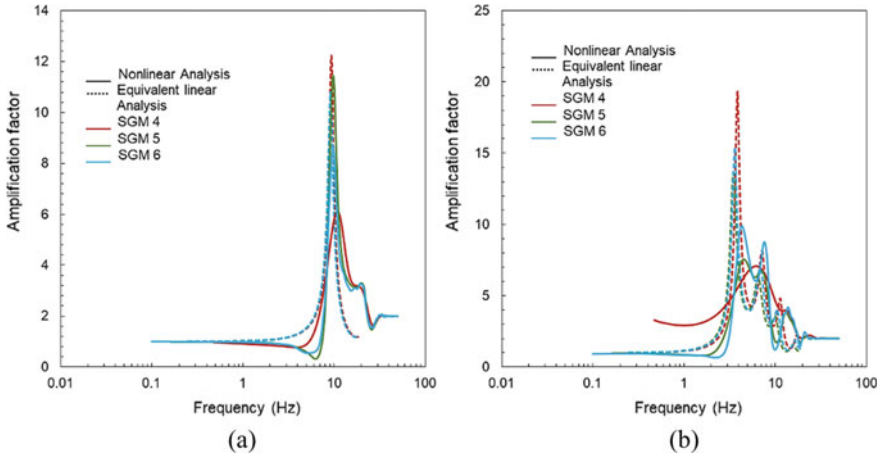 14
12
10
8
6
4
2
0
Amplification factor
Nonlinear Analysis
Equivalent linear
Analysis
SGM 4
SGM 5
SGM 6
0.01
0.1
1
10
100
Frequency (Hz)
(a)
25
20
15
10
5
0
Amplification factor
Nonlinear Analysis
Equivalent linear
Analysis
SGM 4
SGM 5
SGM 6
0.01
0.1
1
10
100
Frequency (Hz)
(b)